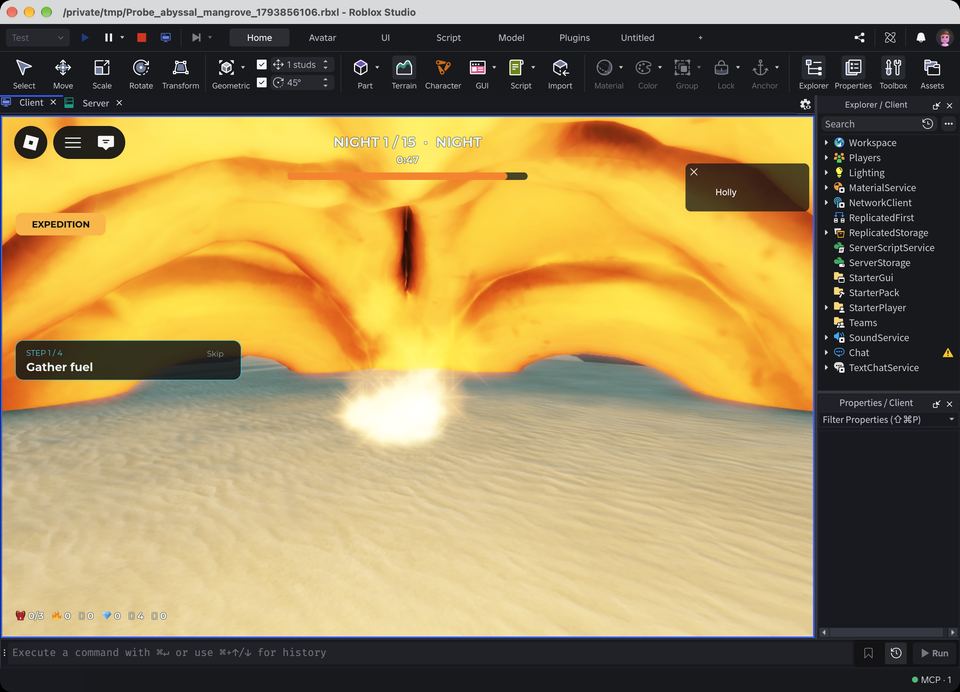 /private/tmp/Probe_abyssal_mangrove_1793856106.rbxl - Roblox Studio
Test
Home
Avatar
UI
Script
Model
Plugins
Untitled
+
1 studs
45°
Select
Move
Scale
Rotate
Transform
Geometric
Part
Terrain
Character
GUI
Script
Import
Material
Color
Group
Lock
Anchor
Explorer
Properties
Toolbox
Assets
Client
Server
Explorer / Client
Search
Workspace
Players
Lighting
MaterialService
NetworkClient
ReplicatedFirst
ReplicatedStorage
ServerScriptService
ServerStorage
StarterGui
StarterPack
StarterPlayer
Teams
SoundService
Chat
TextChatService
Properties / Client
Filter Properties (⇧⌘P)
NIGHT 1 / 15 · NIGHT
0:47
Holly
EXPEDITION
STEP 1 / 4
Skip
Gather fuel
0/3 0 0 0 4 0
Execute a command with ⌘↵ or use ⌘+↑/↓ for history
Run
MCP · 1